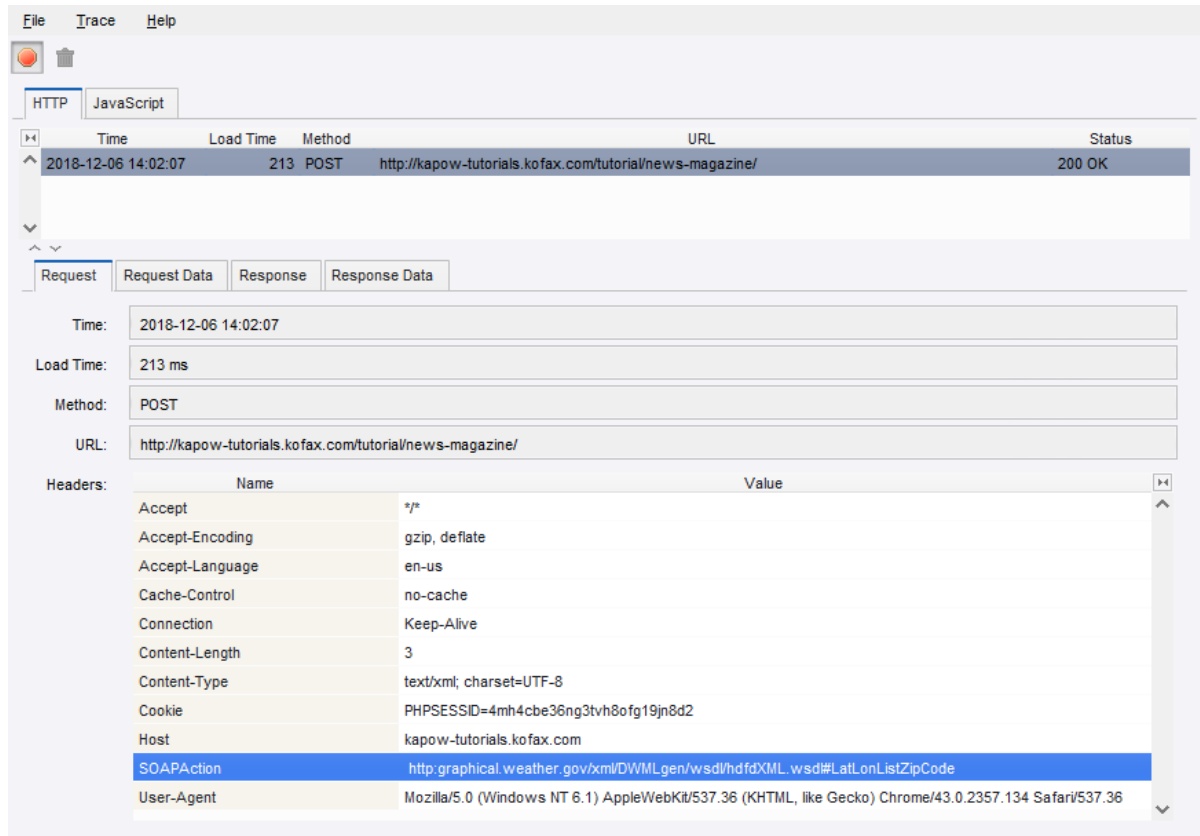 File Trace Help
HTTP JavaScript
Time Load Time Method URL Status
2018-12-06 14:02:07 213 POST http://kapow-tutorials.kofax.com/tutorial/news-magazine/ 200 OK
Request Request Data Response Response Data
Time: 2018-12-06 14:02:07
Load Time: 213 ms
Method: POST
URL: http://kapow-tutorials.kofax.com/tutorial/news-magazine/
Headers: Name Value
Accept */*
Accept-Encoding gzip, deflate
Accept-Language en-us
Cache-Control no-cache
Connection Keep-Alive
Content-Length 3
Content-Type text/xml; charset=UTF-8
Cookie PHPSESSID=4mh4cbe36ng3tvh8ofg19jn8d2
Host kapow-tutorials.kofax.com
SOAPAction http:graphical.weather.gov/xml/DWMLgen/wsdl/hdfdXML.wsdl#LatLonListZipCode
User-Agent Mozilla/5.0 (Windows NT 6.1) AppleWebKit/537.36 (KHTML, like Gecko) Chrome/43.0.2357.134 Safari/537.36